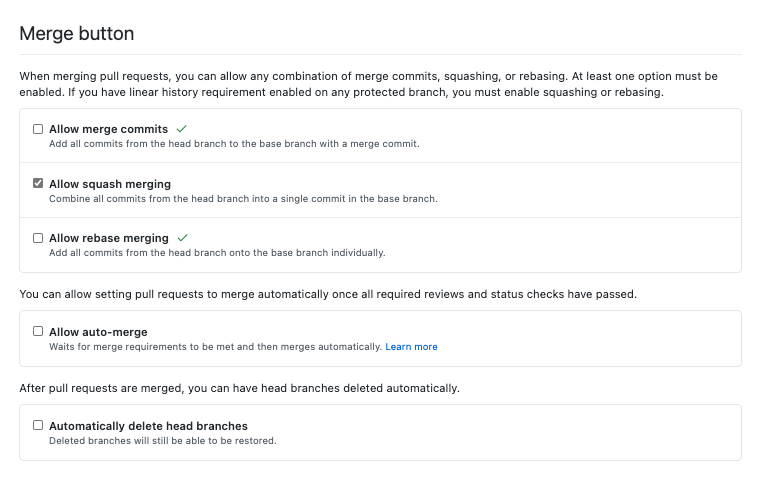 Merge button
When merging pull requests, you can allow any combination of merge commits, squashing, or rebasing. At least one option must be
enabled. If you have linear history requirement enabled on any protected branch, you must enable squashing or rebasing.
Allow merge commits
Add all commits from the head branch to the base branch with a merge commit.
Allow squash merging
Combine all commits from the head branch into a single commit in the base branch.
Allow rebase merging
Add all commits from the head branch onto the base branch individually.
You can allow setting pull requests to merge automatically once all required reviews and status checks have passed.
Allow auto-merge
Waits for merge requirements to be met and then merges automatically. Learn more
After pull requests are merged, you can have head branches deleted automatically.
Automatically delete head branches
Deleted branches will still be able to be restored.